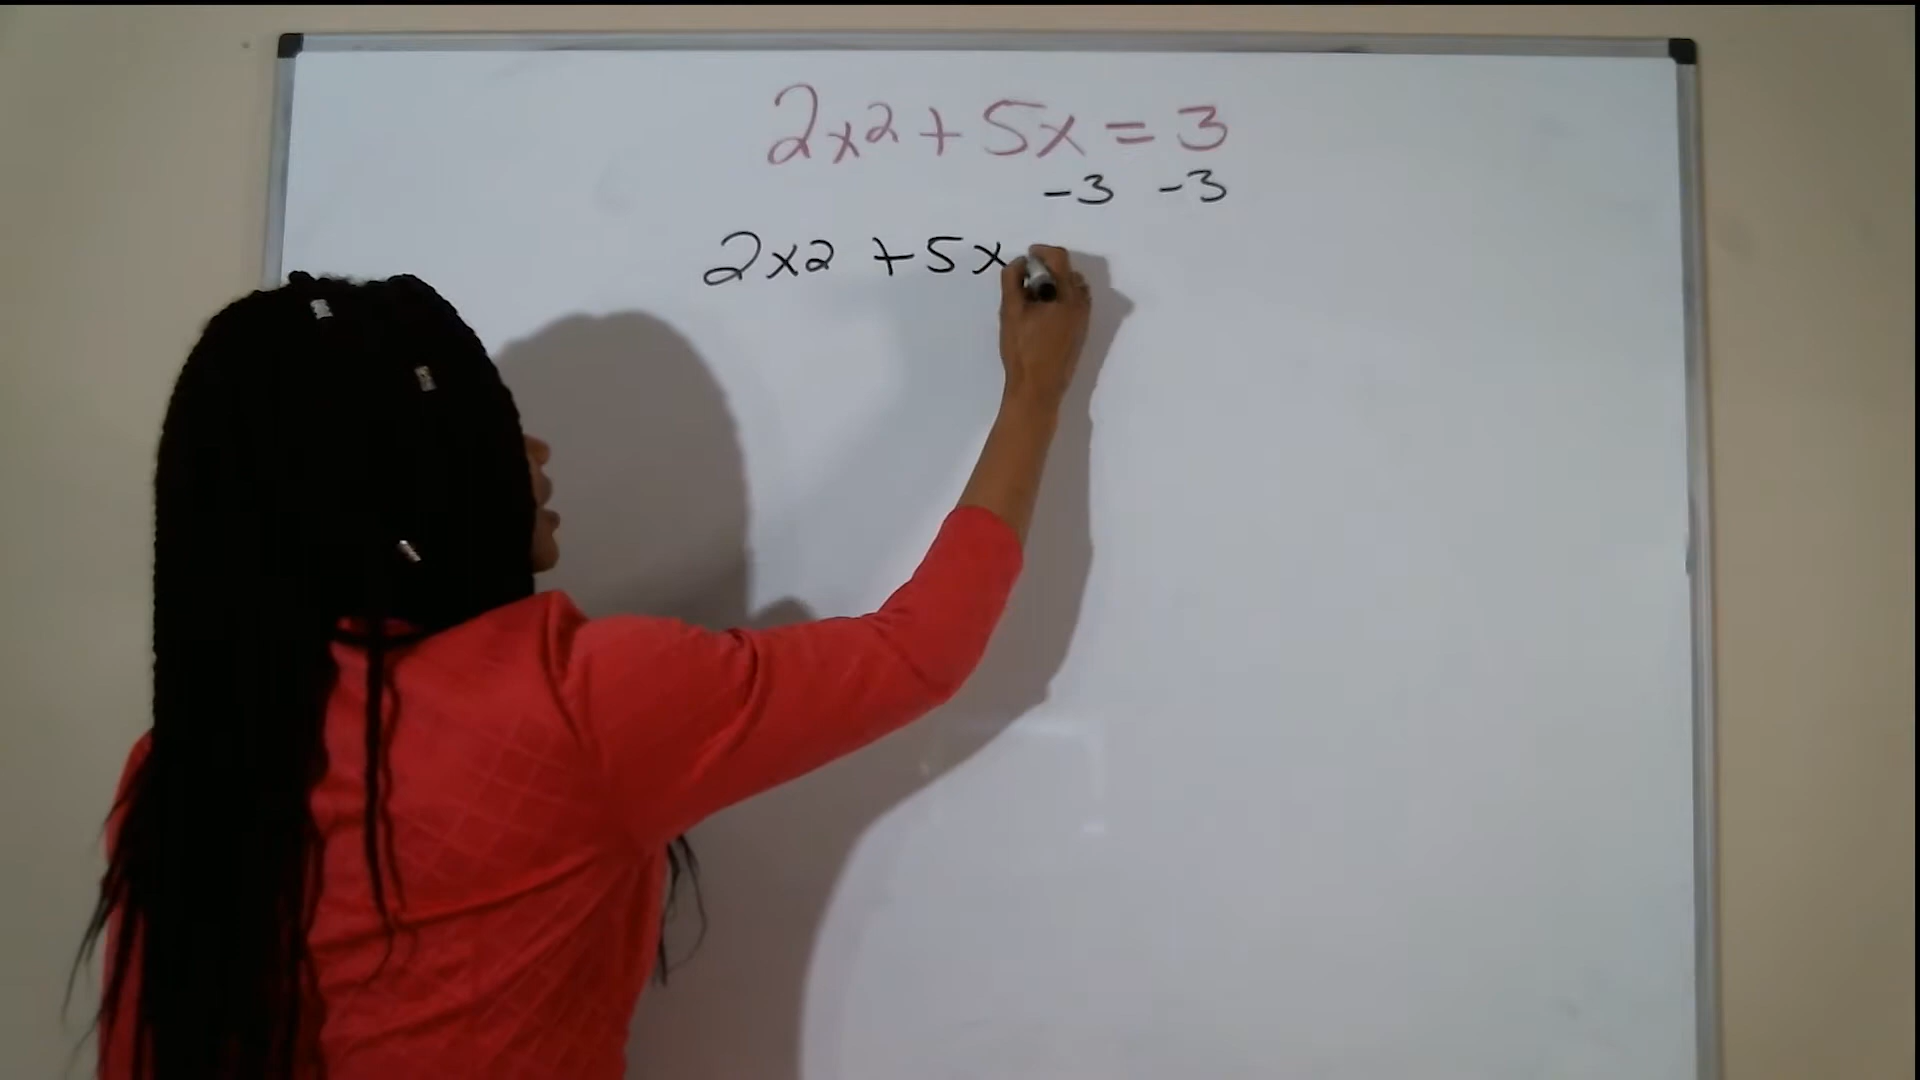 2x² + 5x = 3
-3 -3
2x2 + 5x